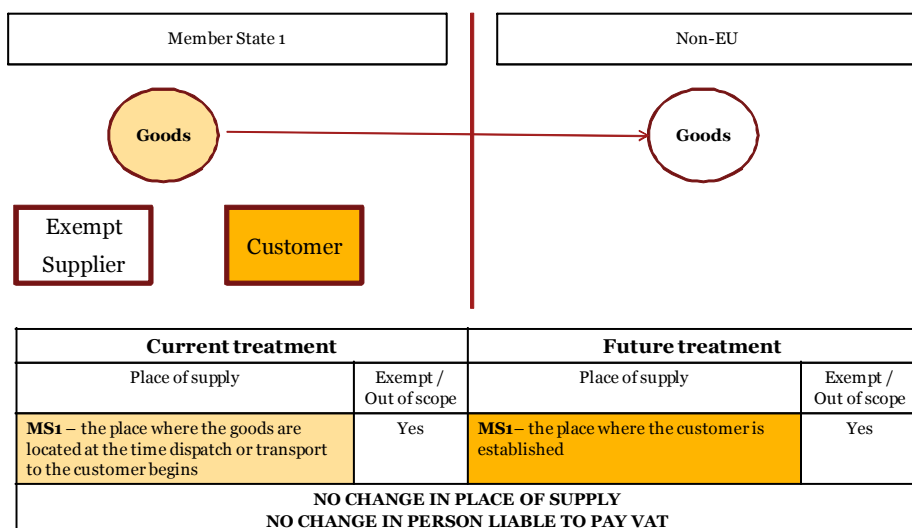 Member State 1
Non-EU
Goods
Goods
Exempt
Supplier
Customer
Current treatment
Future treatment
Place of supply
Exempt /
Out of scope
Place of supply
Exempt /
Out of scope
MS1 – the place where the goods are
located at the time dispatch or transport
to the customer begins
Yes
MS1– the place where the customer is
established
Yes
NO CHANGE IN PLACE OF SUPPLY
NO CHANGE IN PERSON LIABLE TO PAY VAT